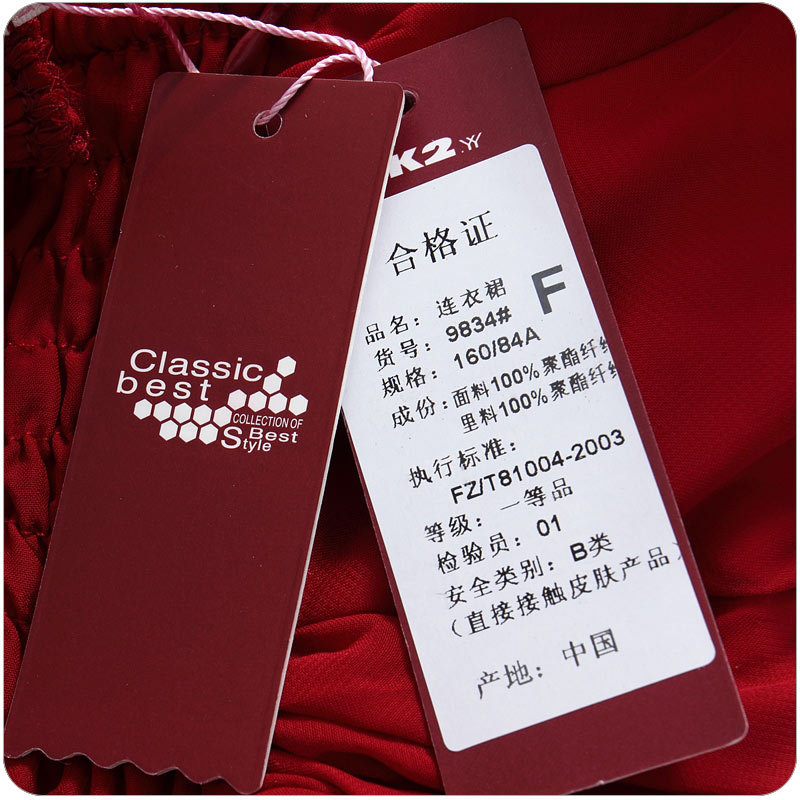 Classic
best
COLLECTION OF
Best
Style
K2
合格证
F
品名：连衣裙
货号：9834#
规格：160/84A
成份：面料100%聚酯纤
里料100%聚酯纤
执行标准：
FZ/T81004-2003
等级：一等品
检验员：01
安全类别：B类
（直接接触皮肤产品）
产地：中国